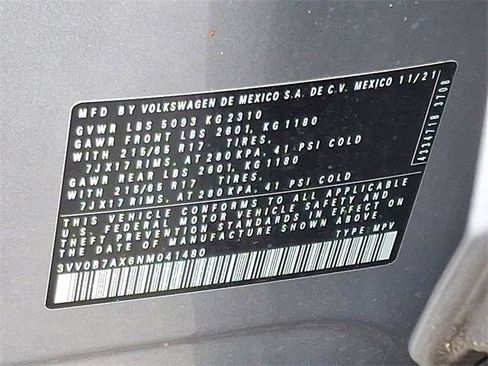 MFD BY VOLKSWAGEN DE MEXICO S.A. DE C.V. MEXICO 11/21
GVWR LBS 5093 KG 2310
GAWR FRONT LBS 2601, KG 1180
WITH 215/65 R17 TIRES,
7JX17 RIMS, AT 280 KPA, 41 PSI COLD
GAWR REAR LBS 2601, KG 1180
WITH 215/65 R17 TIRES,
7JX17 RIMS, AT 280 KPA, 41 PSI COLD
THIS VEHICLE CONFORMS TO ALL APPLICABLE
U.S. FEDERAL MOTOR VEHICLE SAFETY AND
THEFT PREVENTION STANDARDS IN EFFECT ON
THE DATE OF MANUFACTURE SHOWN ABOVE.
3VV0B7AX6NM041480 TYPE: MPV
3708